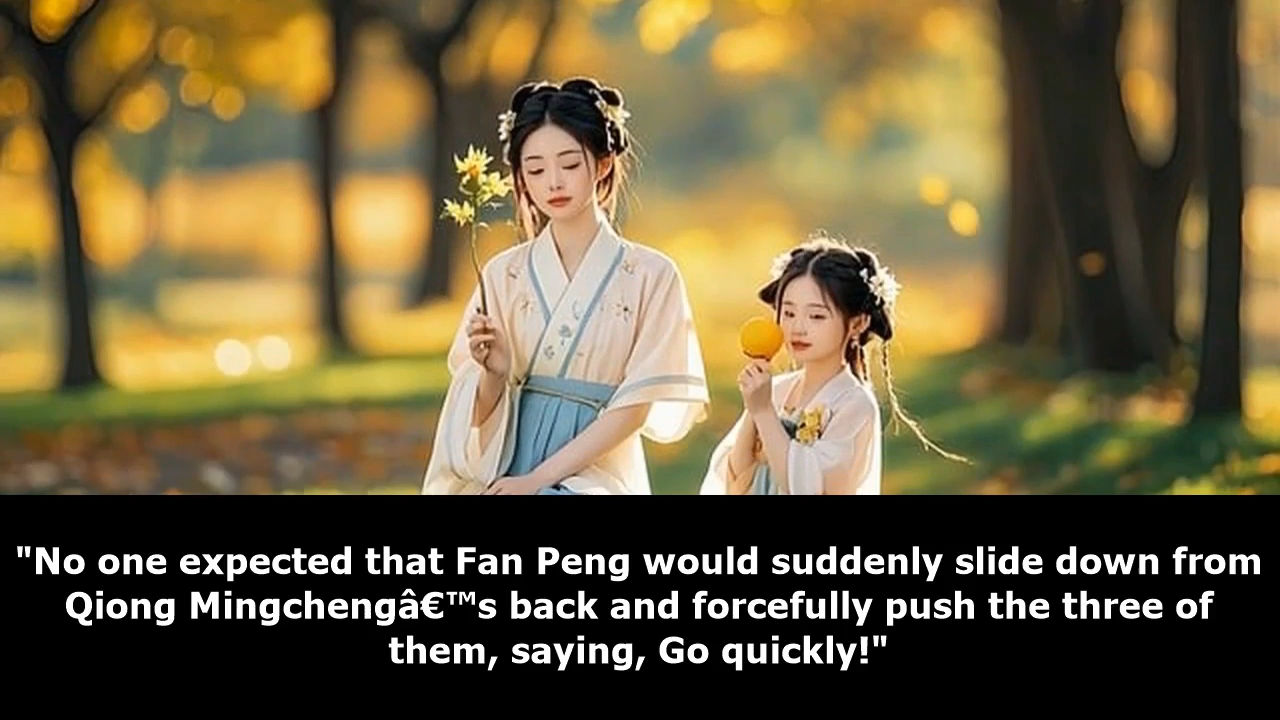 "No one expected that Fan Peng would suddenly slide down from
Qiong Mingchengâ€™s back and forcefully push the three of
them, saying, Go quickly!"